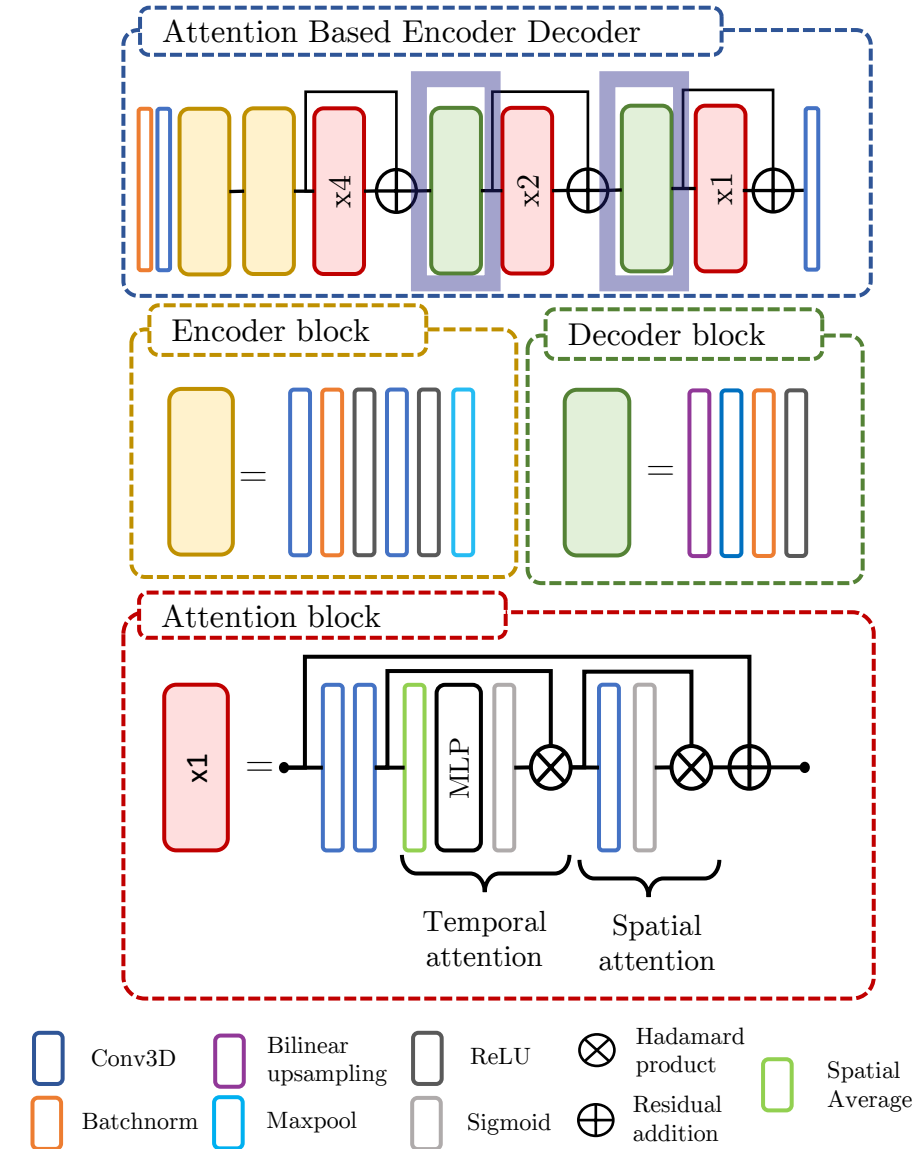 Attention Based Encoder Decoder
x4
x2
x1
Encoder block
=
Decoder block
=
Attention block
x1
=
MLP
Temporal
attention
Spatial
attention
Conv3D
Bilinear
upsampling
ReLU
Hadamard
product
Spatial
Average
Batchnorm
Maxpool
Sigmoid
Residual
addition